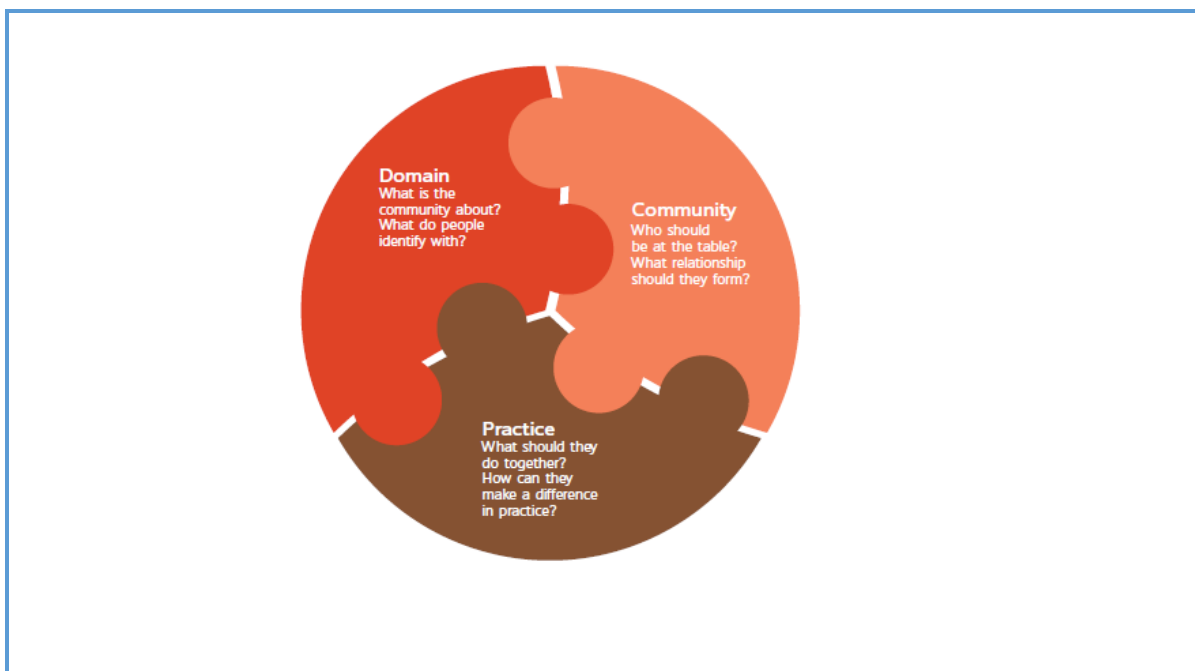 Domain
What is the
community about?
What do people
identify with?
Community
Who should
be at the table?
What relationship
should they form?
Practice
What should they
do together?
How can they
make a difference
in practice?